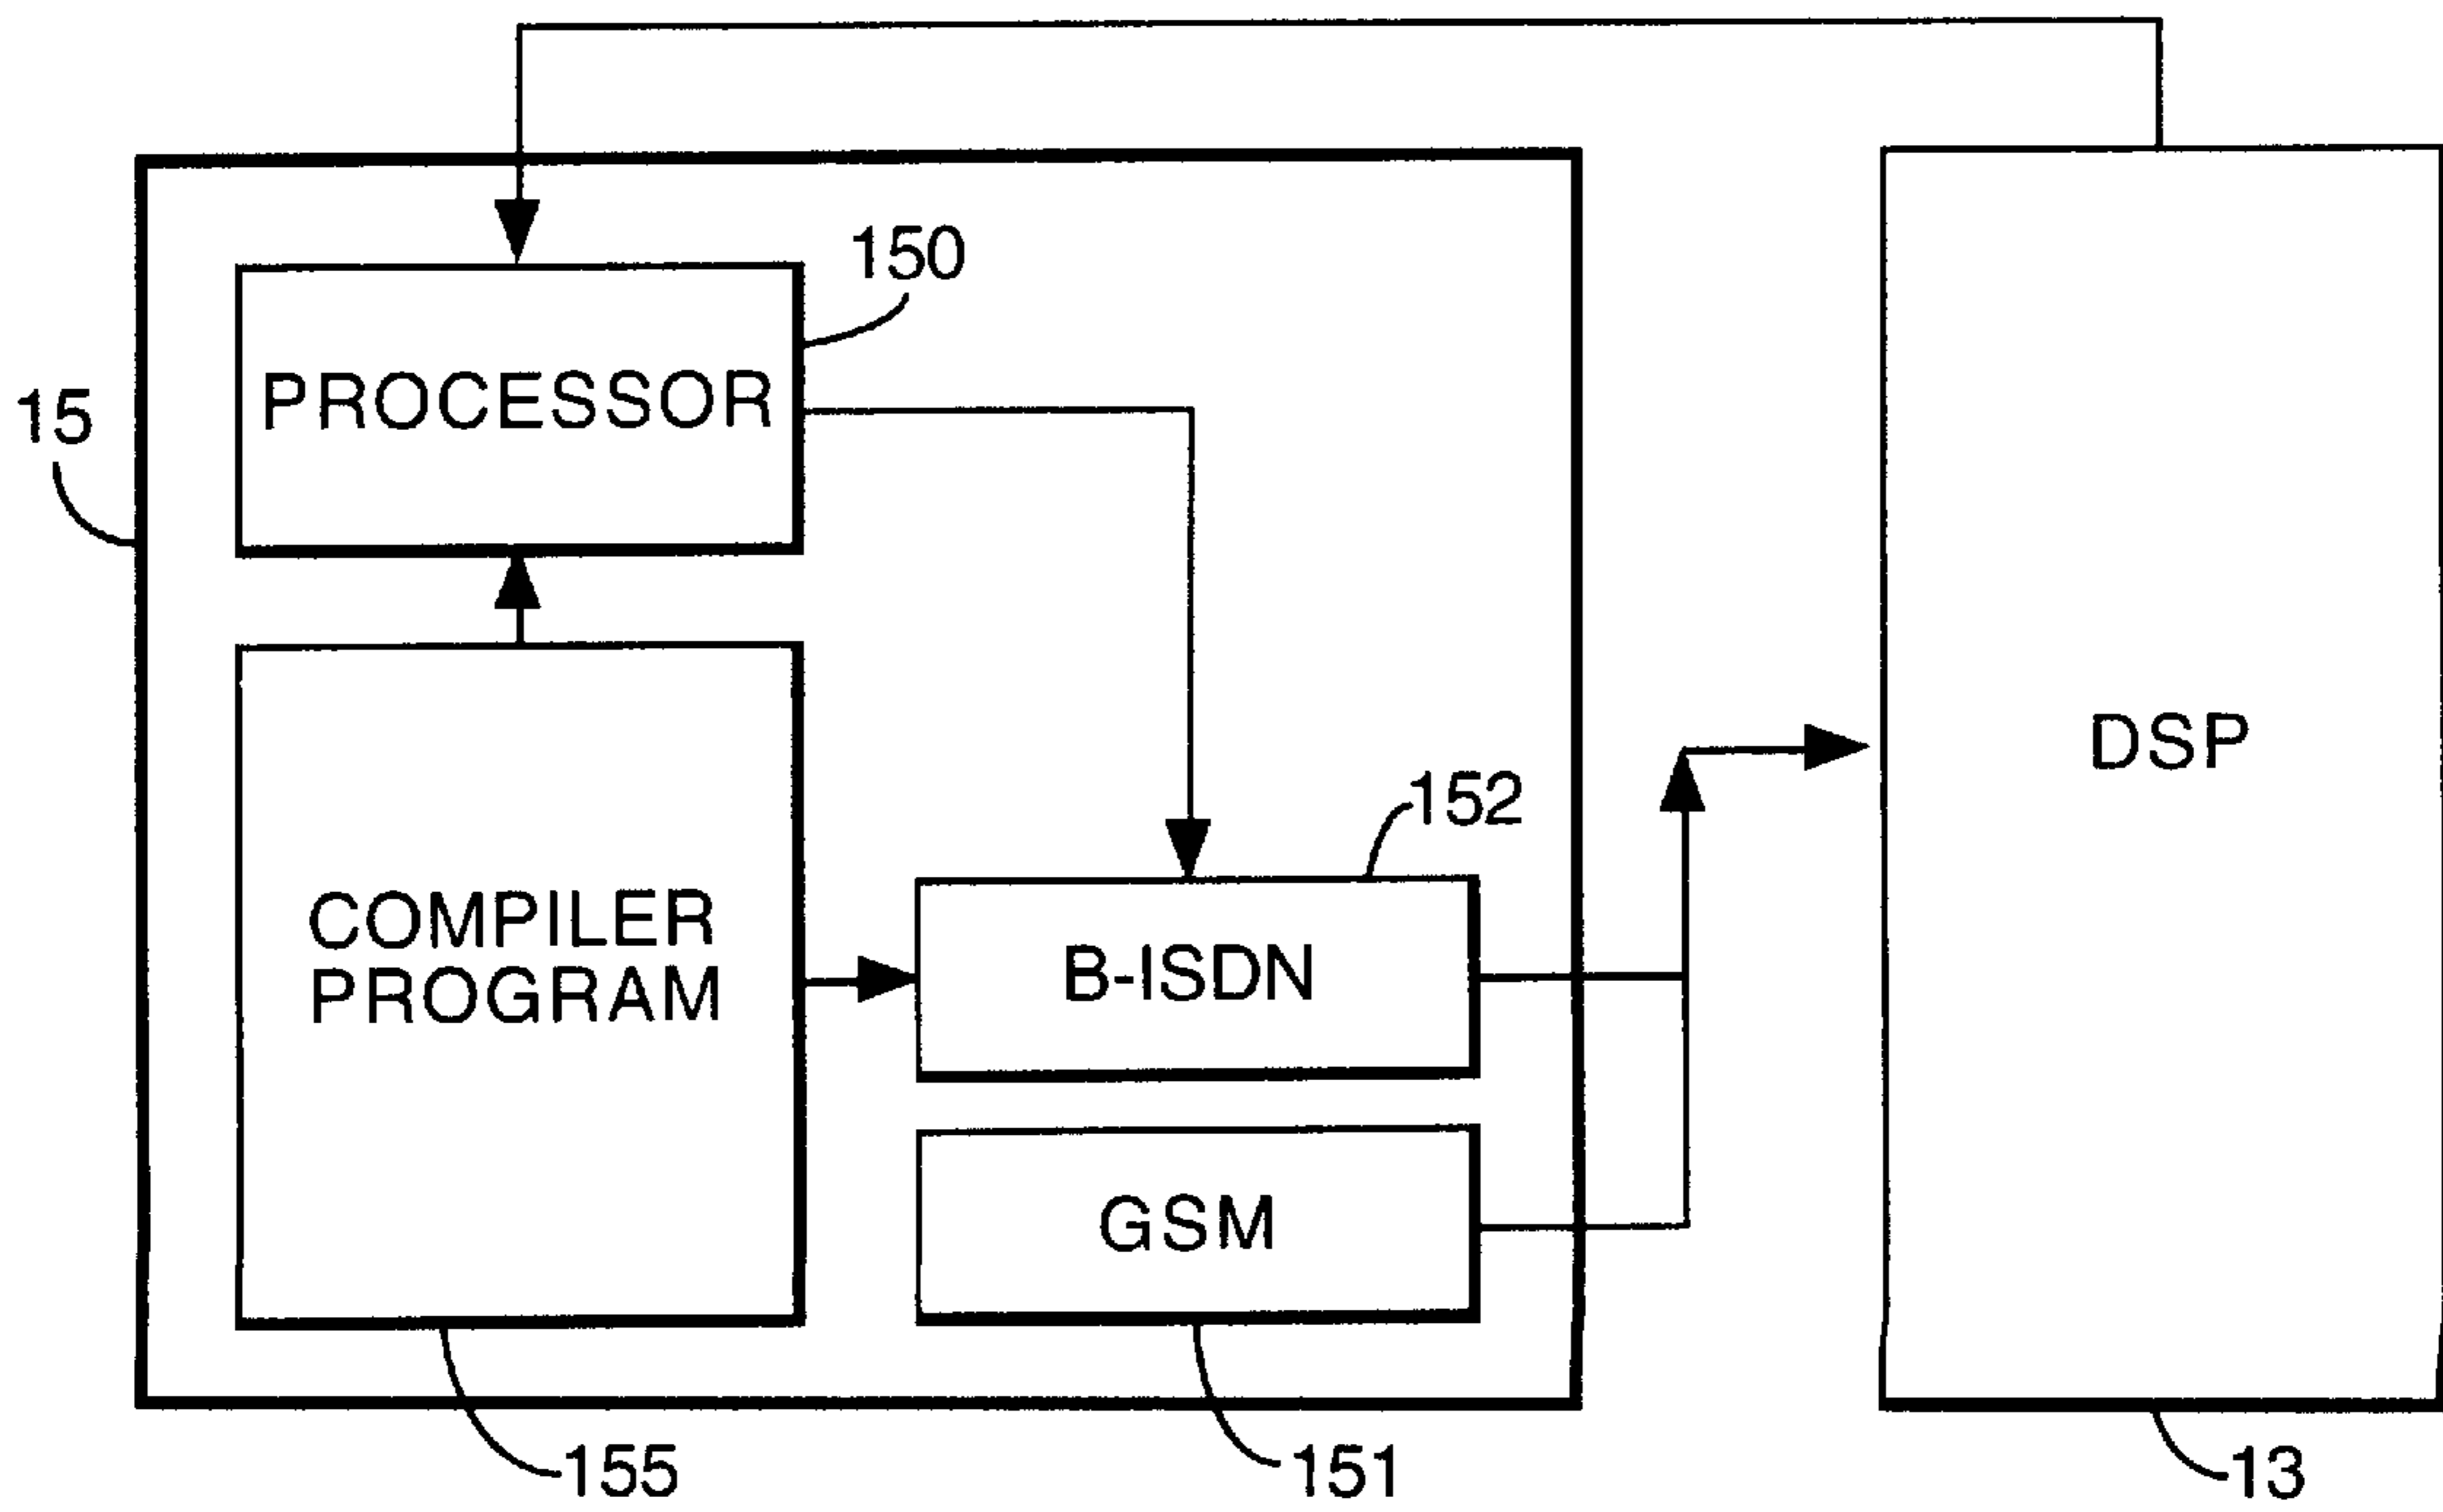 150
PROCESSOR
15
DSP
152
COMPILER
PROGRAM
B-ISDN
GSM
155
151
13